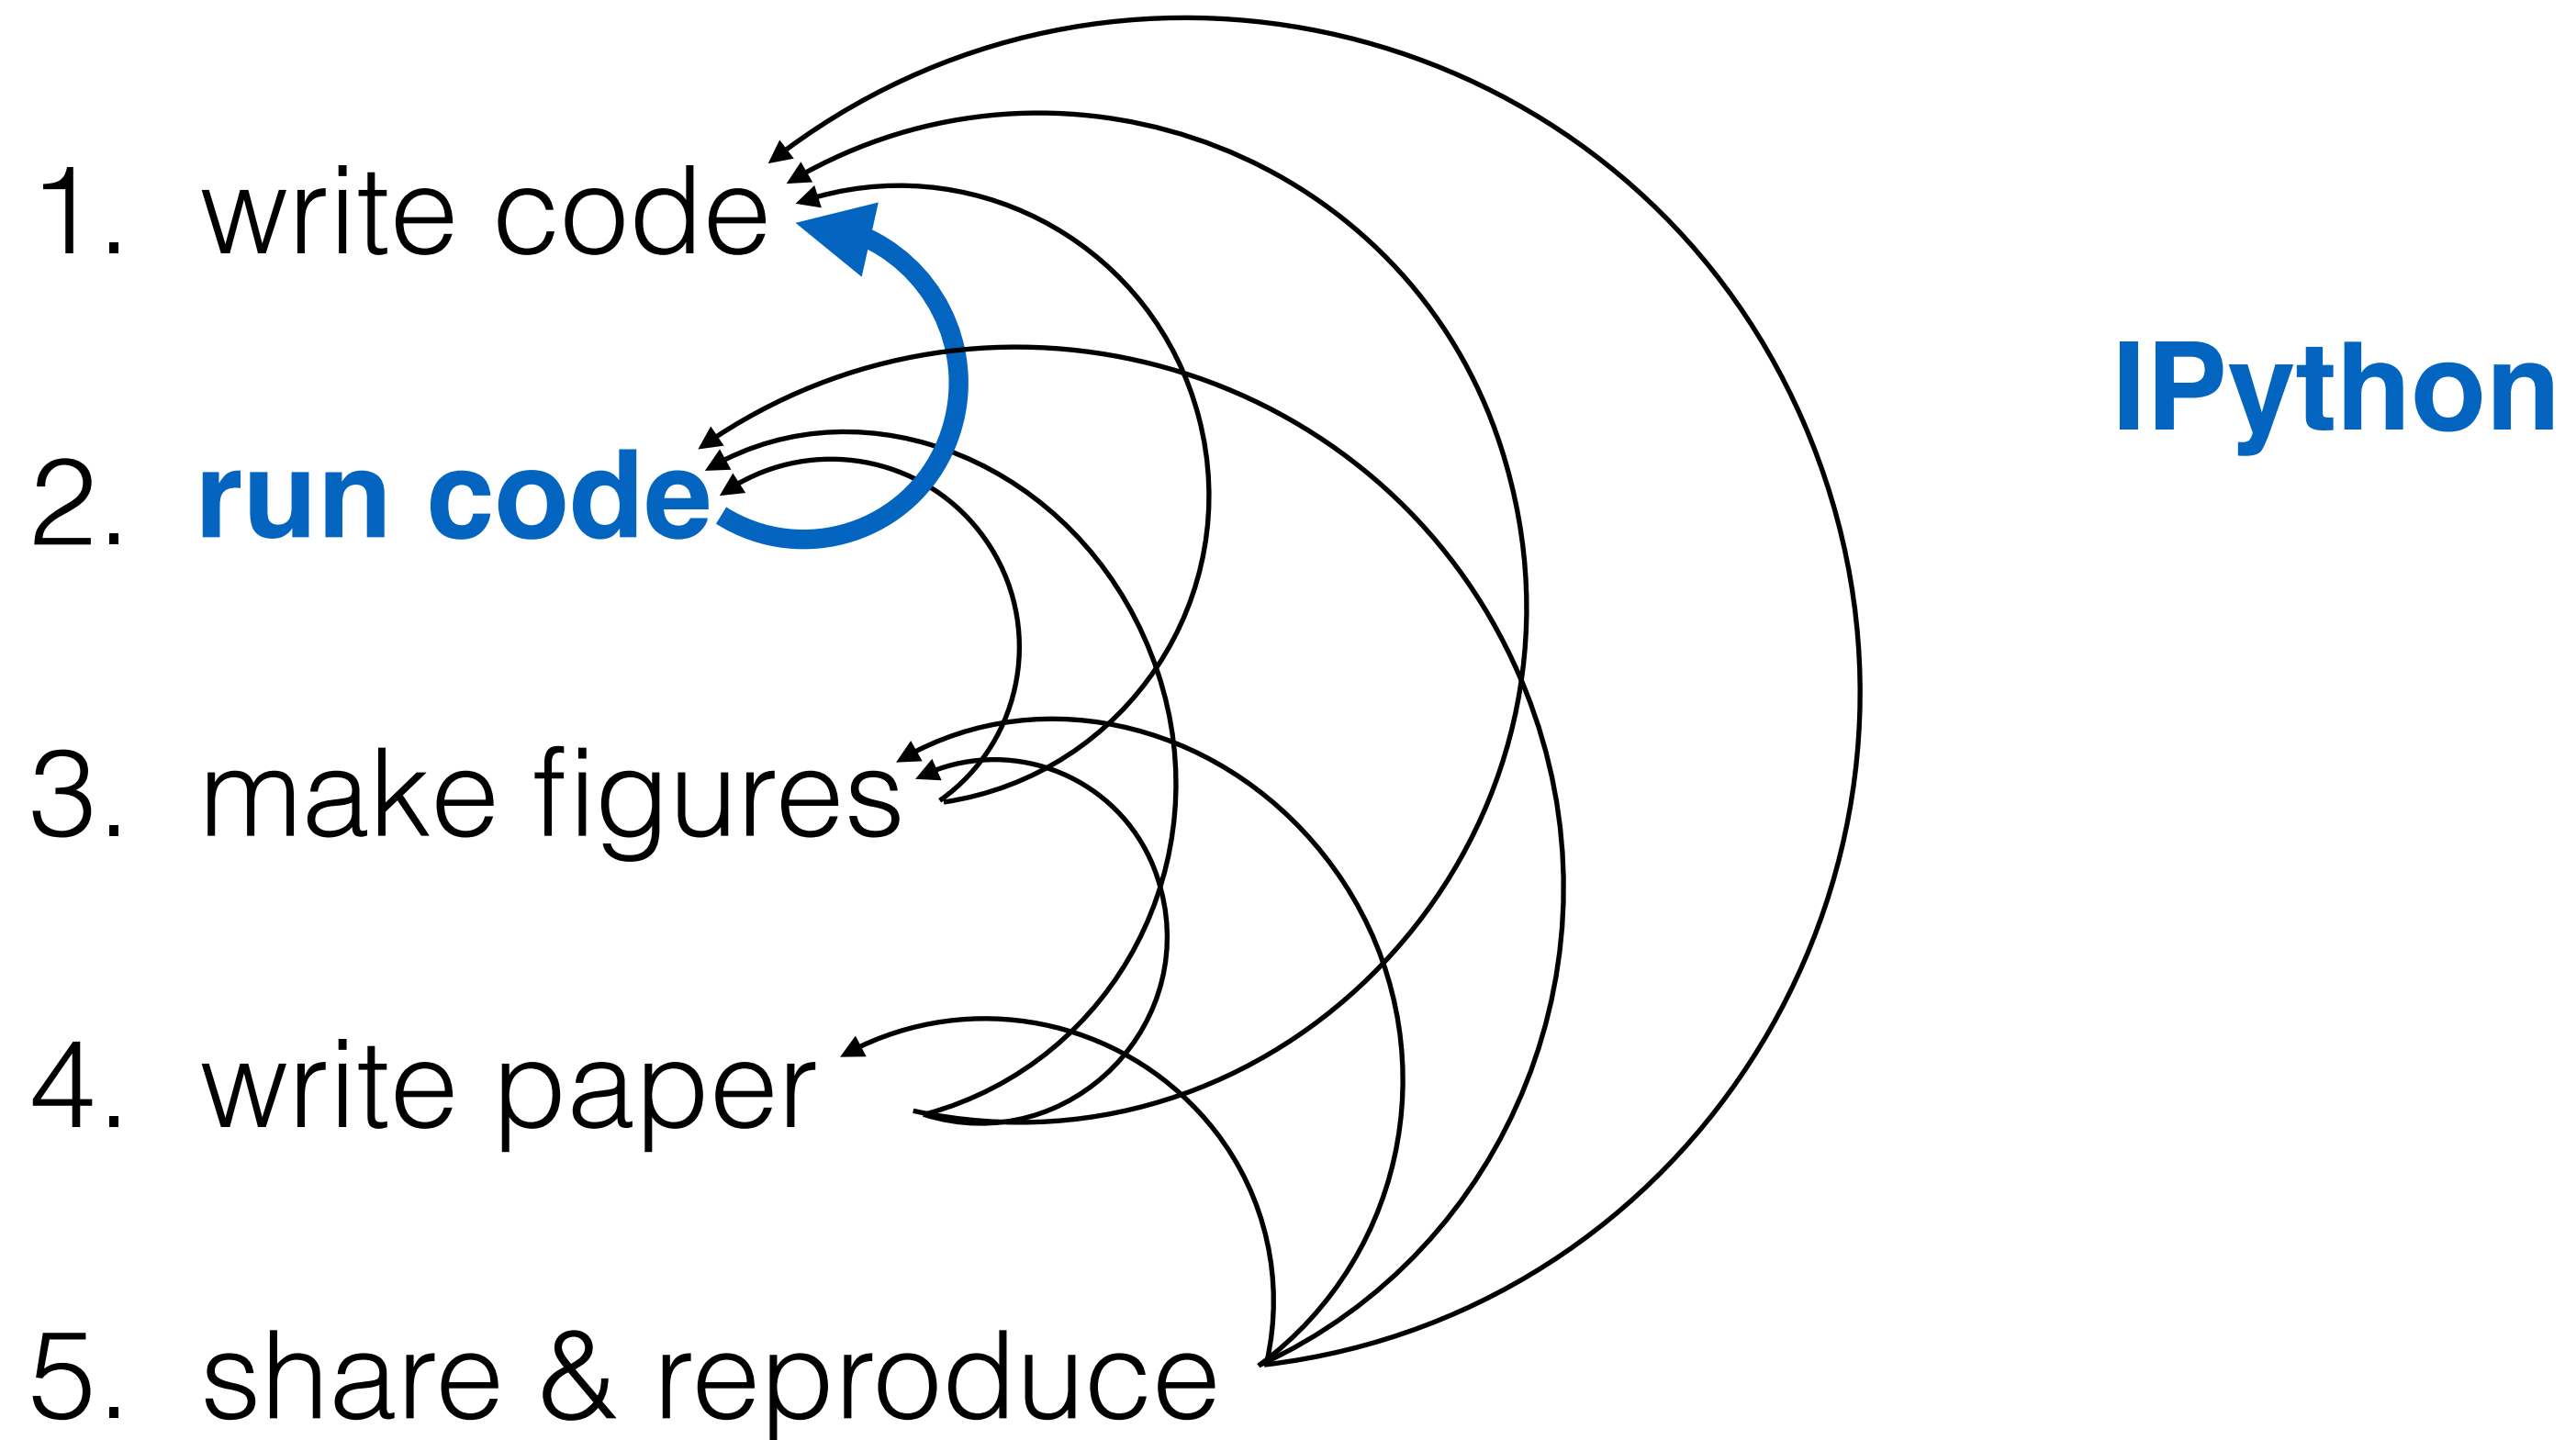 1. write code
IPython
2. run code
3. make figures
4. write paper
5. share & reproduce